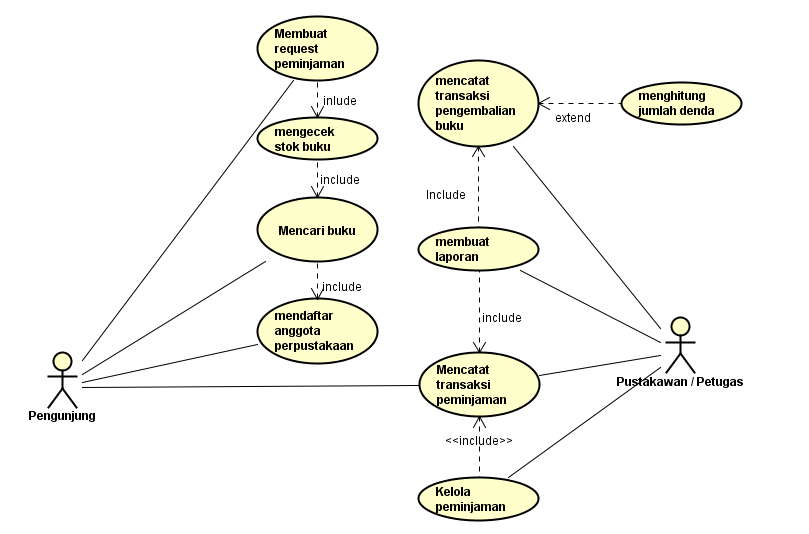 Membuat
request
peminjaman
inlude
mengecek
stok buku
include
Mencari buku
include
mendaftar
anggota
perpustakaan
Pengunjung
mencatat
transaksi
pengembalian
buku
extend
menghitung
jumlah denda
Include
membuat
laporan
include
Mencatat
transaksi
peminjaman
<<include>>
Kelola
peminjaman
Pustakawan / Petugas